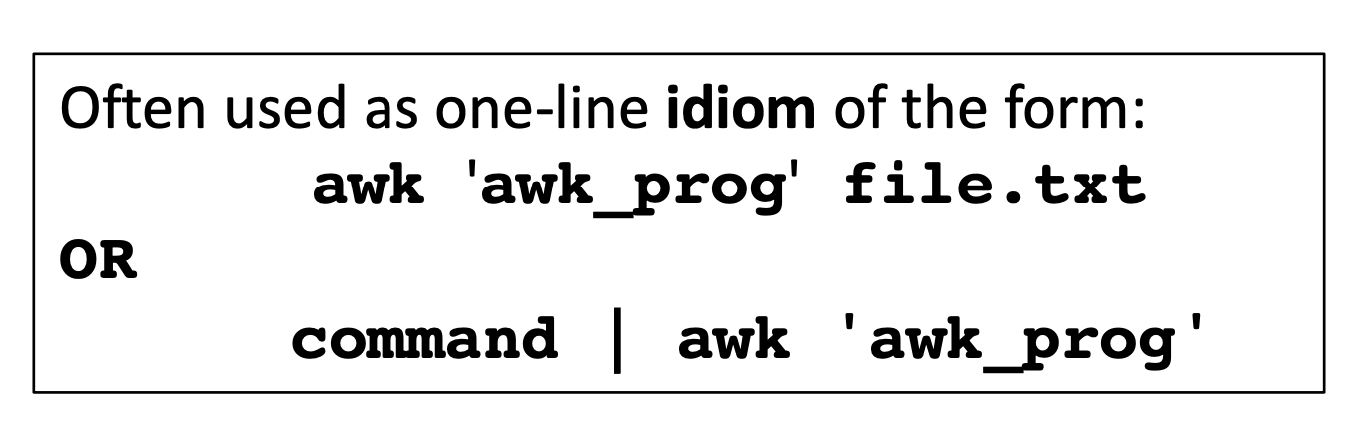 Often used as one-line idiom of the form:
awk 'awk_prog' file.txt
OR
command | awk 'awk_prog'